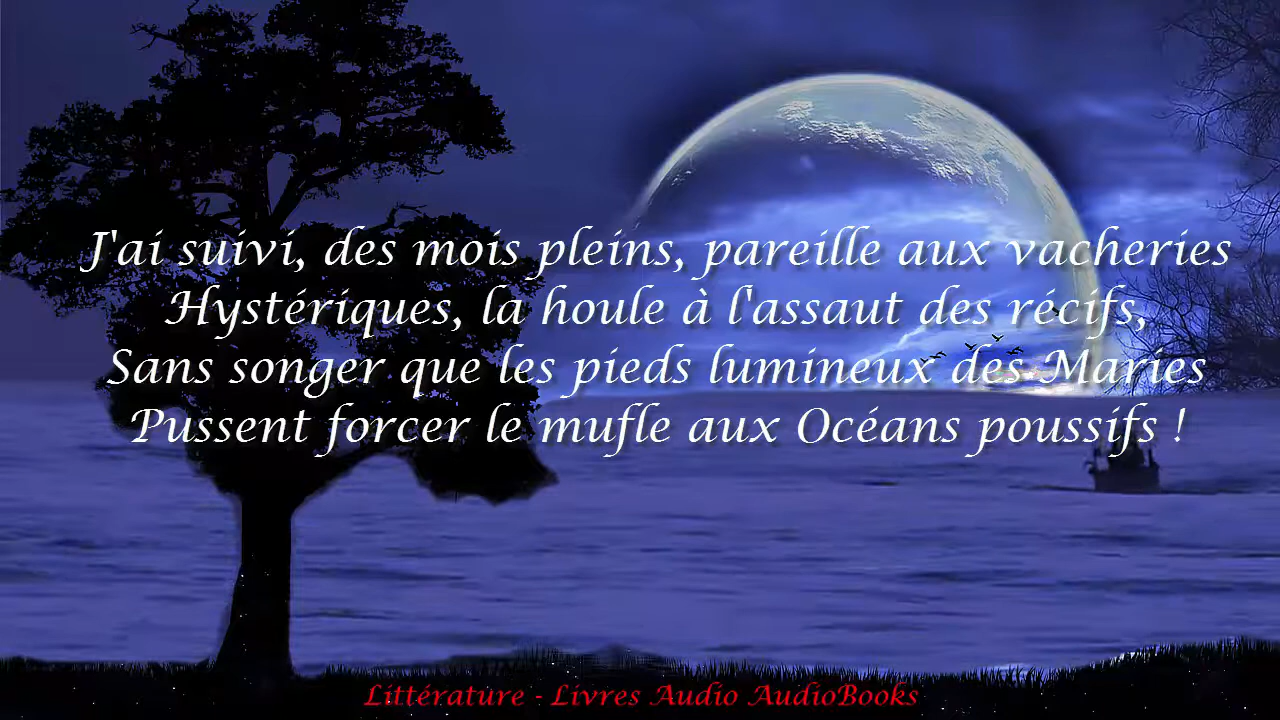 J'ai suivi, des mois pleins, pareille aux vacheries
Hystériques, la houle à l'assaut des récifs,
Sans songer que les pieds lumineux des Maries
Pussent forcer le mufle aux Océans poussifs !
Littérature - Livres Audio AudioBooks